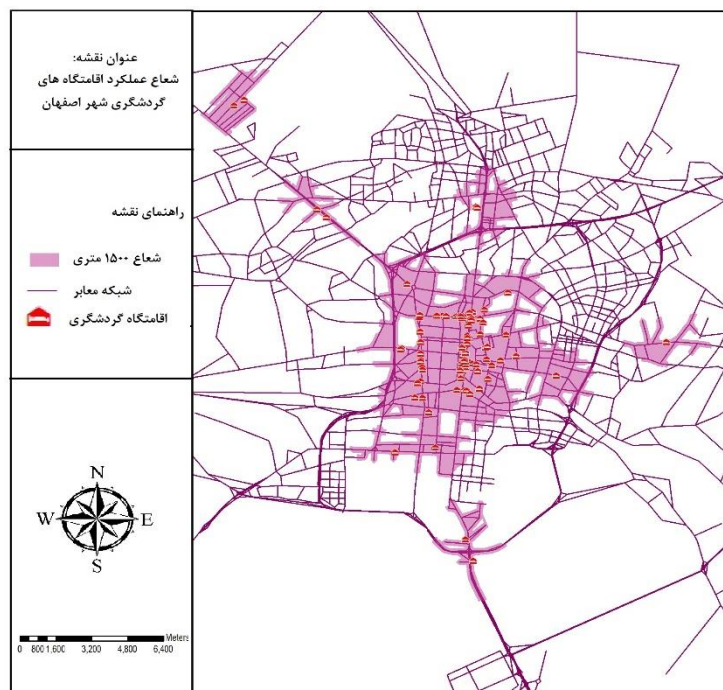 عنوان نقشه:
شعاع عملکرد اقامتگاه های
گردشگری شهر اصفهان
راهنمای نقشه
شعاع ۱۵۰۰ متری
شبکه معابر
اقامتگاه گردشگری
N
W E
S
Meters
0 800 1,600 3,200 4,800 6,400